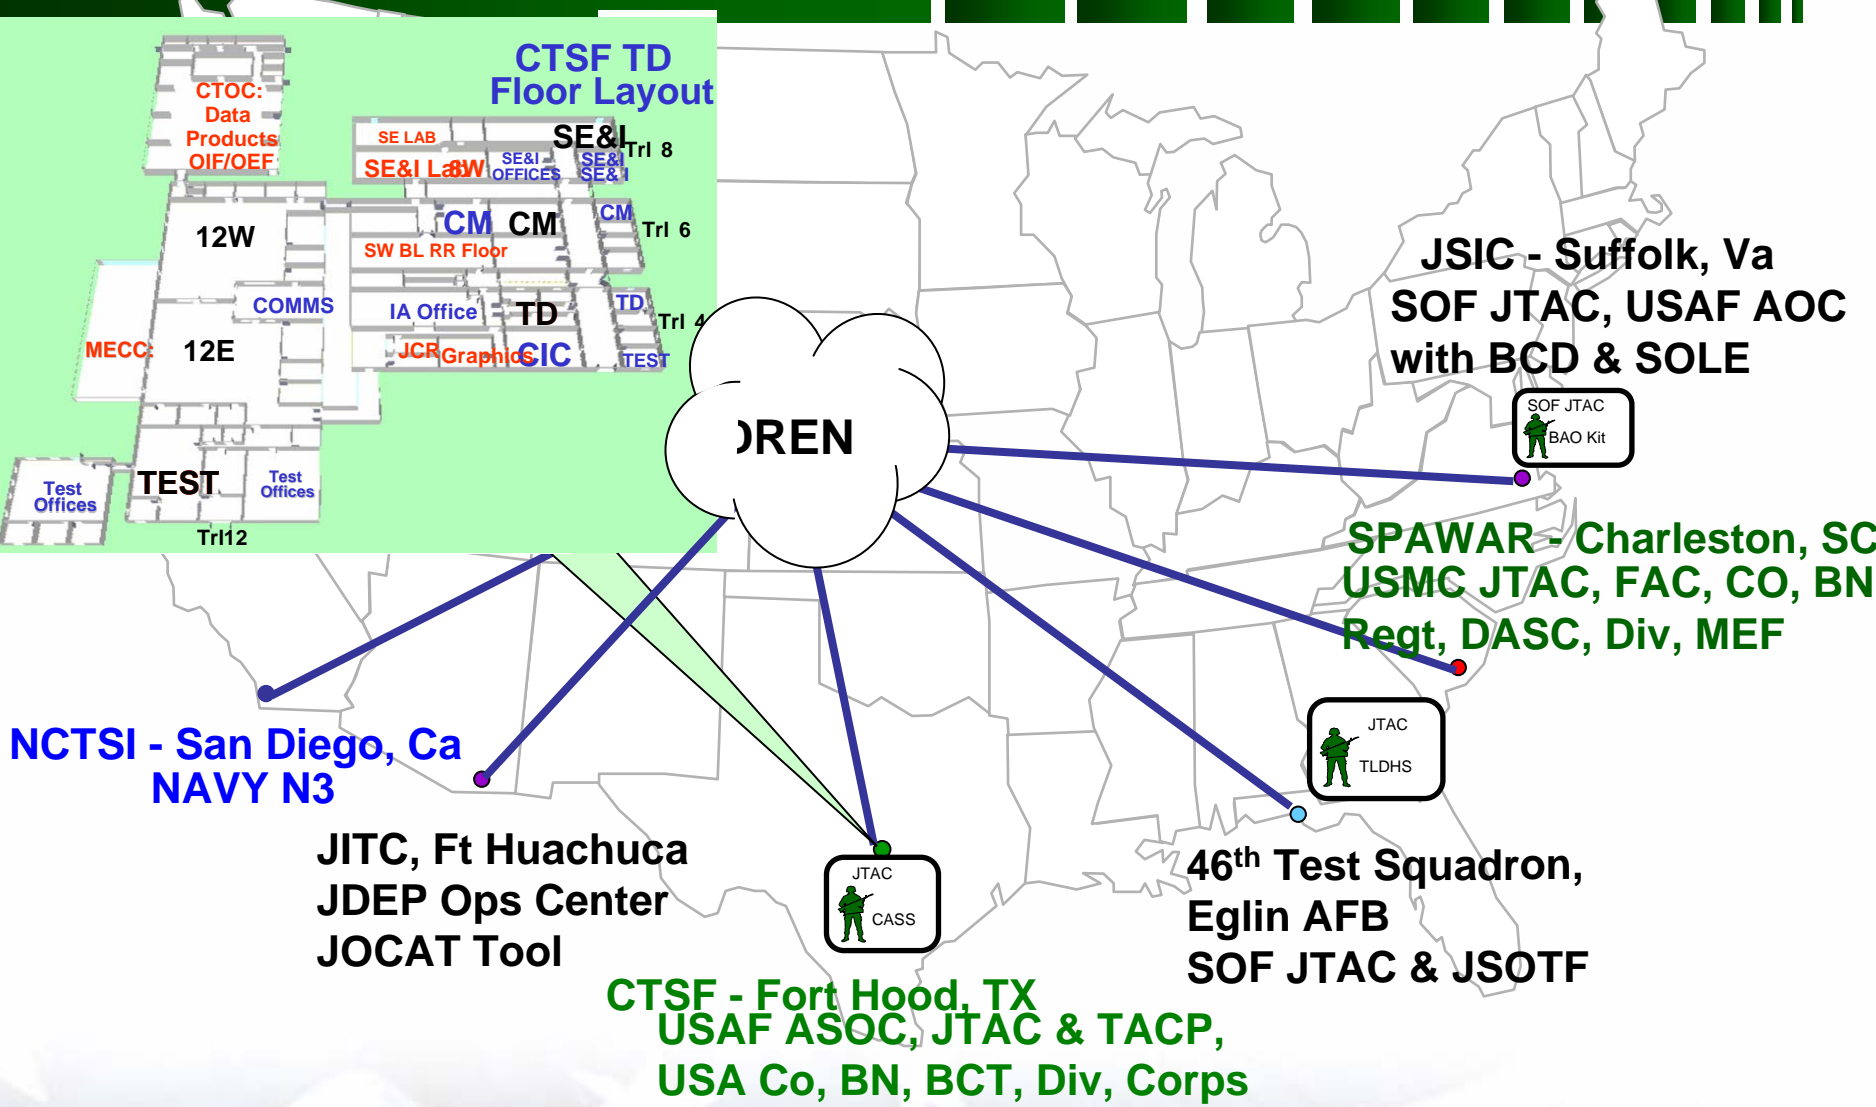 CTSF TD
Floor Layout
CTOC:
Data
Products
OIF/OEF
SE LAB
SE&I
Trl 8
SE&I Lab
8W
SE&I
OFFICES
SE&I
SE& I
12W
CM
CM
CM
Trl 6
SW BL RR Floor
COMMS
IA Office
TD
TD
Trl 4
MECC:
12E
JCR
Graphics
CIC
TEST
Test
Offices
TEST
Test
Offices
Trl12
DREN
JSIC - Suffolk, Va
SOF JTAC, USAF AOC
with BCD & SOLE
SOF JTAC
BAO Kit
SPAWAR - Charleston, SC
USMC JTAC, FAC, CO, BN
Regt, DASC, Div, MEF
JTAC
TLDHS
NCTSI - San Diego, Ca
NAVY N3
JITC, Ft Huachuca
JDEP Ops Center
JOCAT Tool
JTAC
CASS
46th Test Squadron,
Eglin AFB
SOF JTAC & JSOTF
CTSF - Fort Hood, TX
USAF ASOC, JTAC & TACP,
USA Co, BN, BCT, Div, Corps